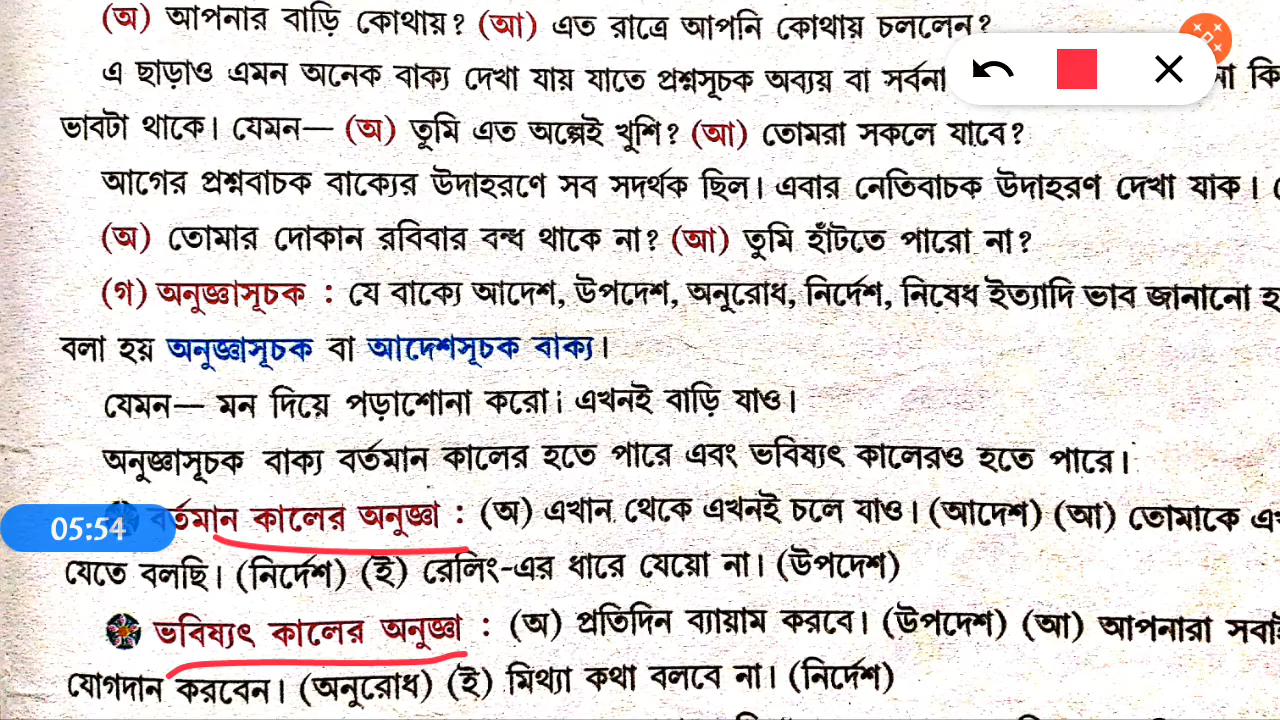 (অ) আপনার বাড়ি কোথায়? (আ) এত রাত্রে আপনি কোথায় চললেন?
এ ছাড়াও এমন অনেক বাক্য দেখা যায় যাতে প্রশ্নসূচক অব্যয় বা
ভাবটা থাকে। যেমন— (অ) তুমি এত অল্পেই খুশি? (আ) তোমরা সকলে যাবে?
আগের প্রশ্নবাচক বাক্যের উদাহরণে সব সদর্থক ছিল। এবার নেতিবাচক উদাহরণ দেখা যাক।
(অ) তোমার দোকান রবিবার বন্ধ থাকে না? (আ) তুমি হাঁটতে পারো না?
(গ) অনুজ্ঞাসূচক : যে বাক্যে আদেশ, উপদেশ, অনুরোধ, নির্দেশ, নিষেধ ইত্যাদি ভাব জানানো
বলা হয় অনুজ্ঞাসূচক বা আদেশসূচক বাক্য।
যেমন— মন দিয়ে পড়াশোনা করো। এখনই বাড়ি যাও।
অনুজ্ঞাসূচক বাক্য বর্তমান কালের হতে পারে এবং ভবিষ্যৎ কালেরও হতে পারে।
05:54 বর্তমান কালের অনুজ্ঞা : (অ) এখান থেকে এখনই চলে যাও। (আদেশ) (আ) তোমাকে
যেতে বলছি। (নির্দেশ) (ই) রেলিং-এর ধারে যেয়ো না। (উপদেশ)
ভবিষ্যৎ কালের অনুজ্ঞা : (অ) প্রতিদিন ব্যায়াম করবে। (উপদেশ) (আ) আপনারা
যোগদান করবেন। (অনুরোধ) (ই) মিথ্যা কথা বলবে না। (নির্দেশ)